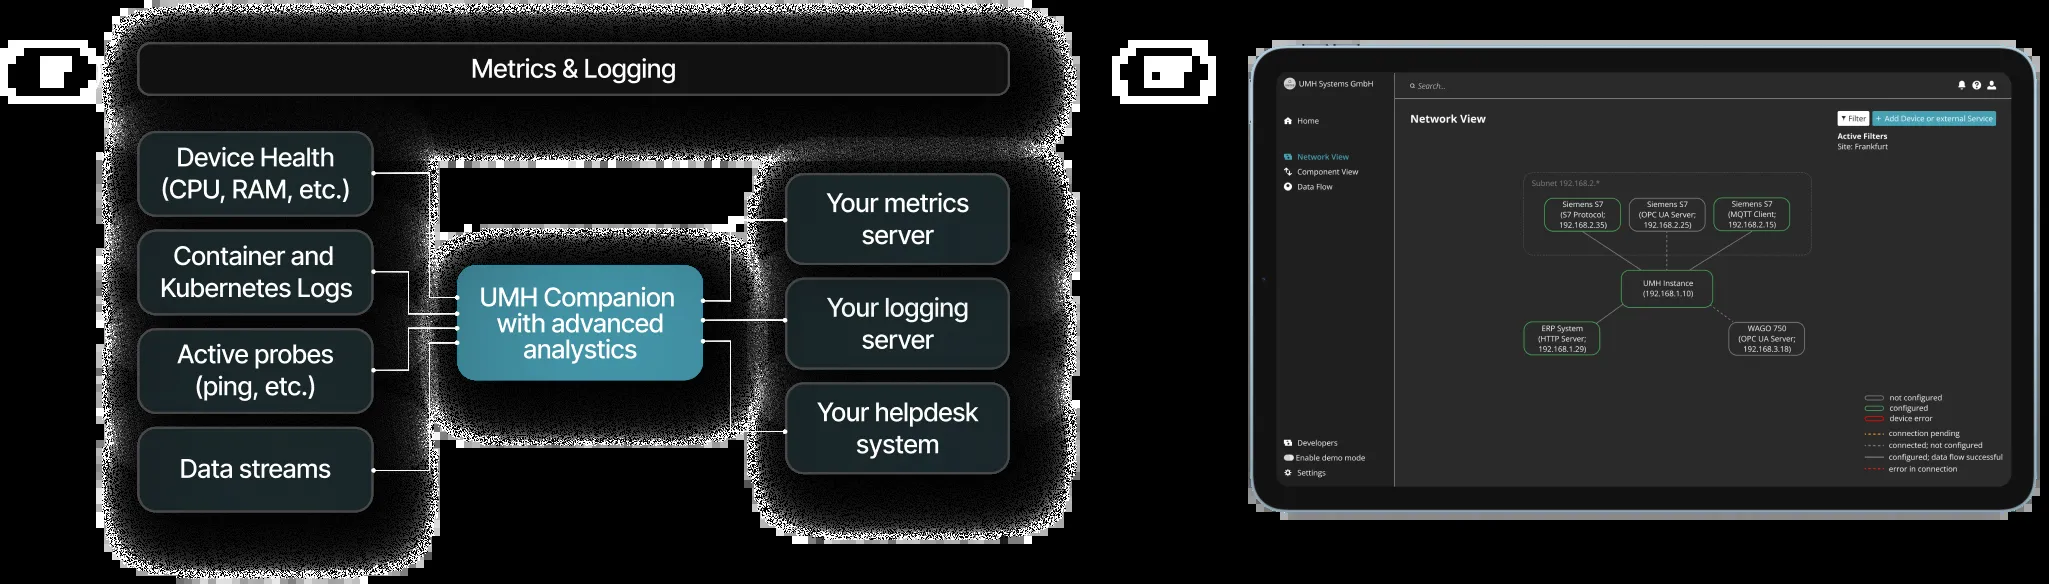 Metrics & Logging
Device Health
(CPU, RAM, etc.)
Container and
Kubernetes Logs
Active probes
(ping, etc.)
Data streams
UMH Companion
with advanced
analystics
Your metrics
server
Your logging
server
Your helpdesk
system
UMH Systems GmbH
Search...
Home
Network View
Component View
Data Flow
Developers
Enable demo mode
Settings
Network View
Filter
+ Add Device or external Service
Active Filters
Site: Frankfurt
Subnet 192.168.2.*
Siemens S7
(S7 Protocol;
192.168.2.35)
Siemens S7
(OPC UA Server;
192.168.2.25)
Siemens S7
(MQTT Client;
192.168.2.15)
UMH Instance
(192.168.1.10)
ERP System
(HTTP Server;
192.168.1.29)
WAGO 750
(OPC UA Server;
192.168.3.18)
not configured
configured
device error
connection pending
connected; not configured
configured; data flow successful
error in connection